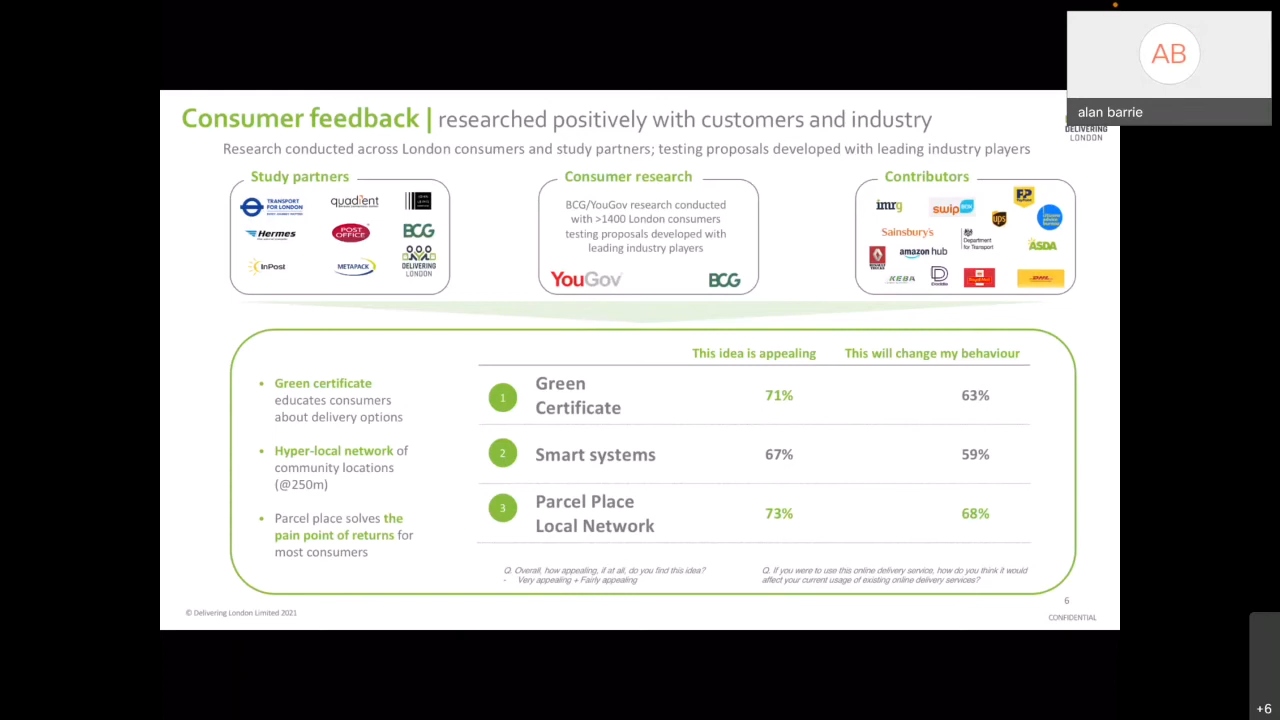 AB
alan barrie
Consumer feedback | researched positively with customers and industry
DELIVERING
LONDON
Research conducted across London consumers and study partners; testing proposals developed with leading industry players
Study partners
TRANSPORT
FOR LONDON
quadient
Hermes
POST
OFFICE
BCG
InPost
METAPACK
DELIVERING
LONDON
Consumer research
BCG/YouGov research conducted
with >1400 London consumers
testing proposals developed with
leading industry players
YouGov
BCG
Contributors
imrg
swipbox
ups
Sainsbury's
Department
for Transport
ASDA
amazon hub
KEBA
Doddle
Royal Mail
This idea is appealing This will change my behaviour
1 Green
Certificate
71% 63%
2 Smart systems 67% 59%
3 Parcel Place
Local Network
73% 68%
• Green certificate
educates consumers
about delivery options
• Hyper-local network of
community locations
(@250m)
• Parcel place solves the
pain point of returns for
most consumers
Q. Overall, how appealing, if at all, do you find this idea?
- Very appealing + Fairly appealing
Q. If you were to use this online delivery service, how do you think it would
affect your current usage of existing online delivery services?
© Delivering London Limited 2021
6
CONFIDENTIAL
+6